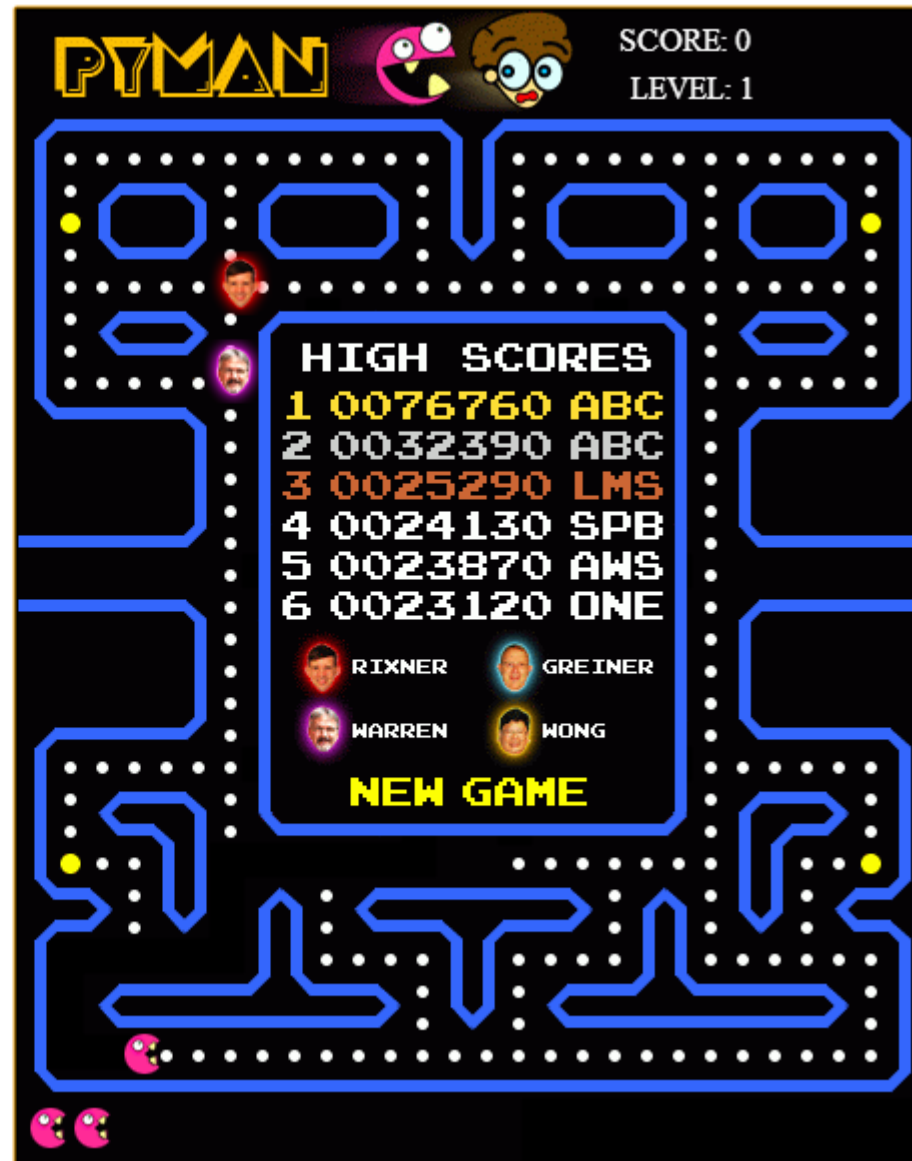 PYMAN
SCORE: 0
LEVEL: 1
HIGH SCORES
1 0076760 ABC
2 0032390 ABC
3 0025290 LMS
4 0024130 SPB
5 0023870 AWS
6 0023120 ONE
RIXNER GREINER
WARREN WONG
NEW GAME